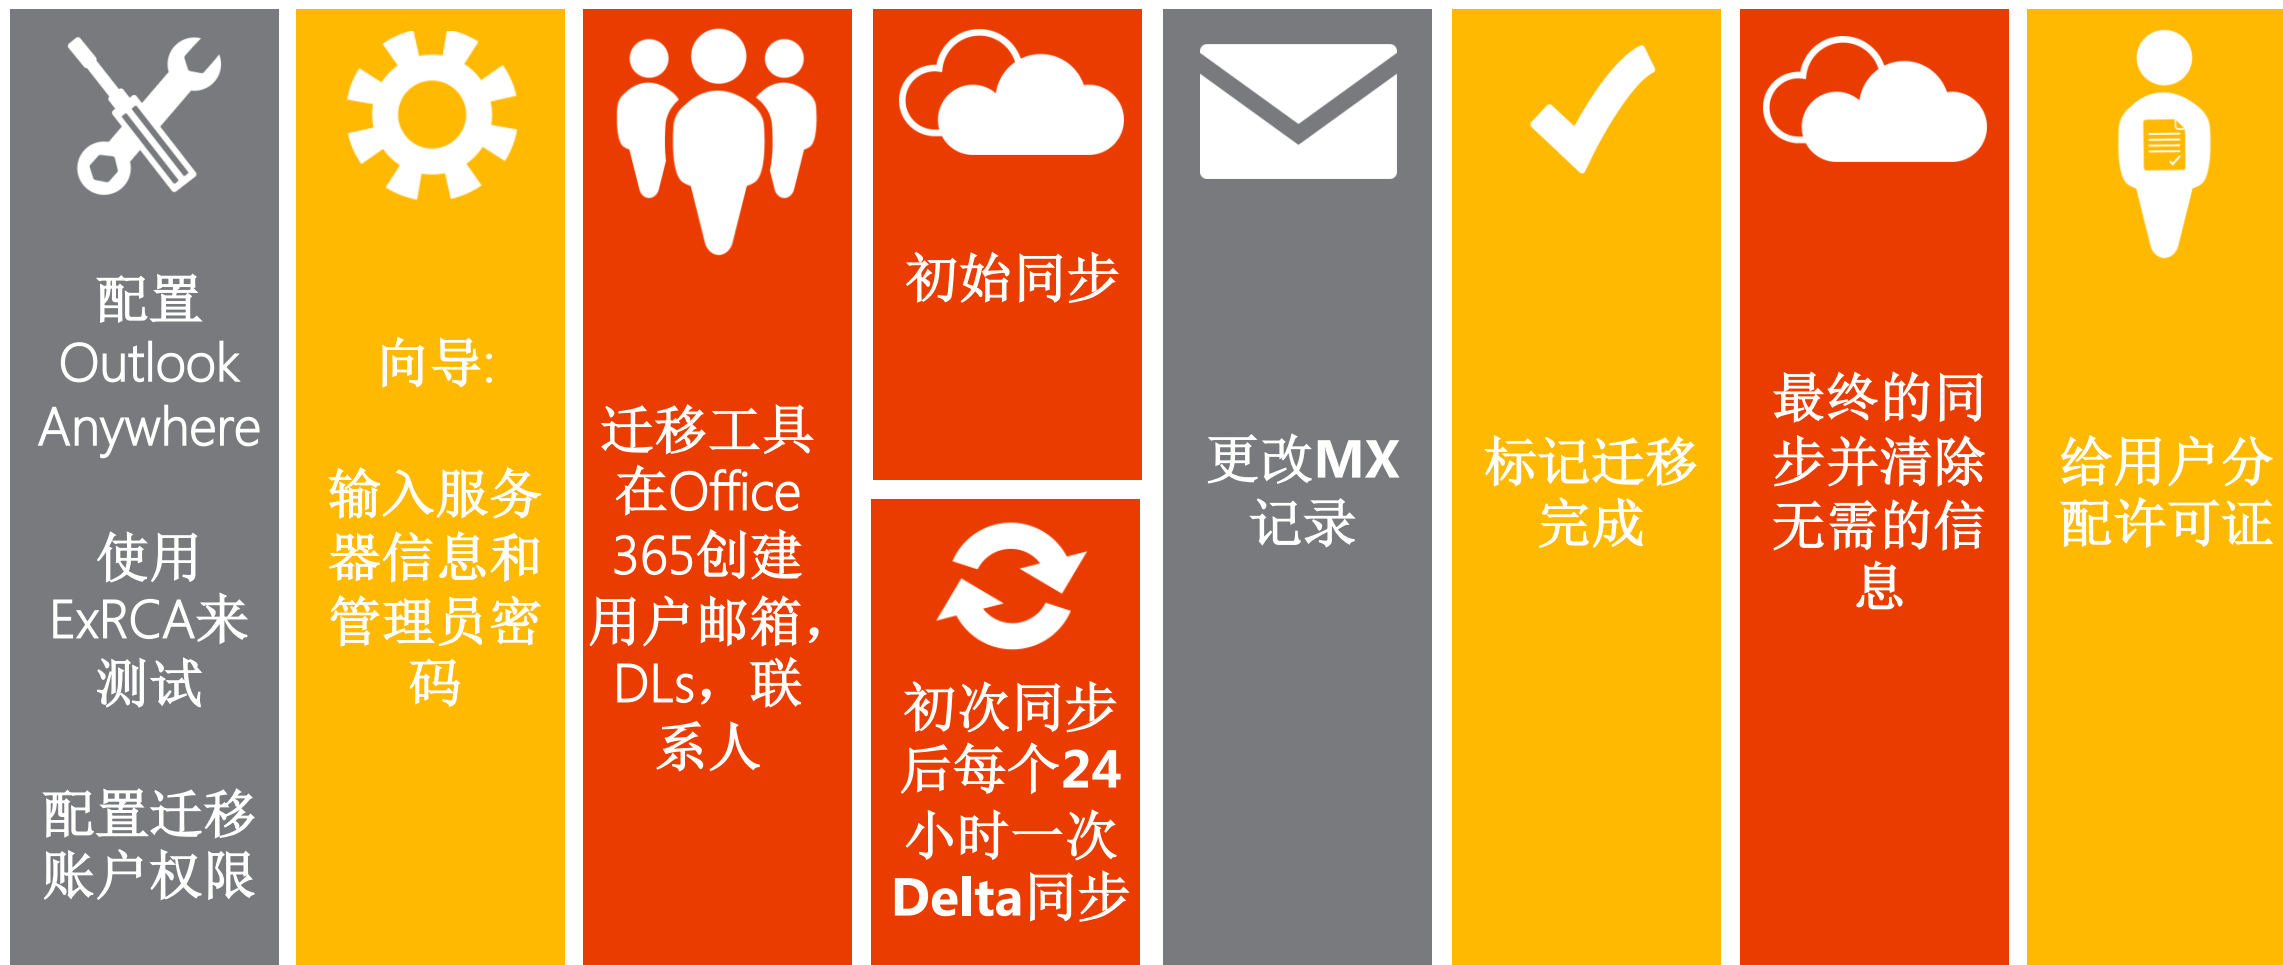 配置
Outlook
Anywhere
使用
ExRCA来
测试
配置迁移
账户权限
向导:
输入服务
器信息和
管理员密
码
迁移工具
在Office
365创建
用户邮箱，
DLs，联
系人
初始同步
初次同步
后每个24
小时一次
Delta同步
更改MX
记录
标记迁移
完成
最终的同
步并清除
无需的信
息
给用户分
配许可证